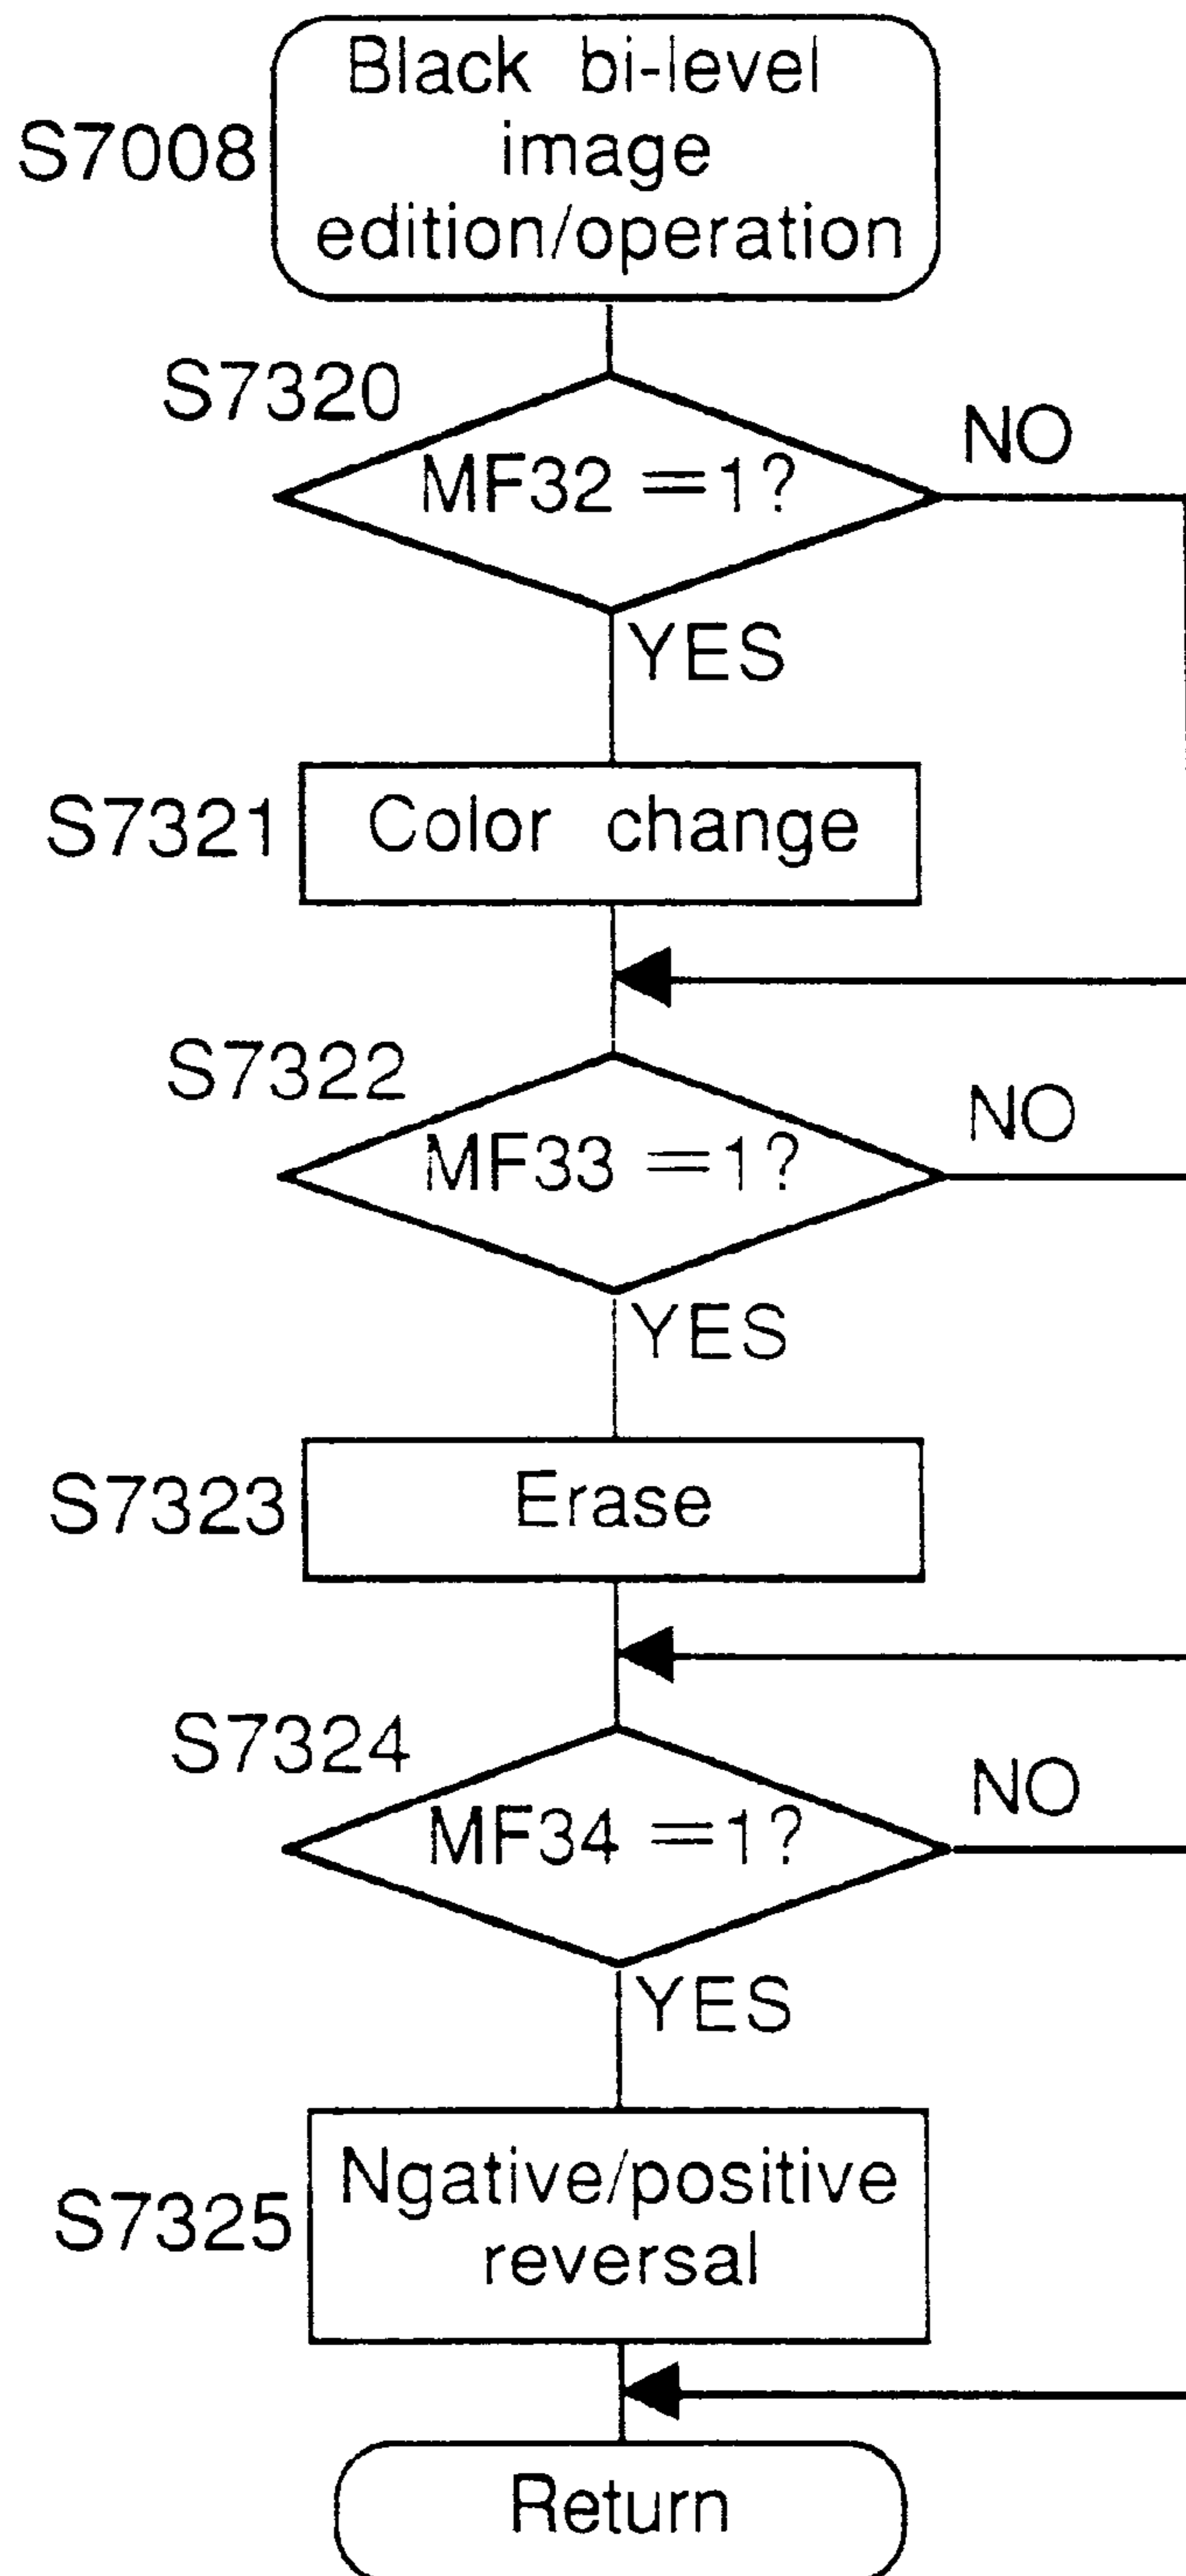 Black bi-level
image
edition/operation
S7008
S7320
MF32 =1?
NO
YES
S7321
Color change
S7322
MF33 =1?
NO
YES
S7323
Erase
S7324
MF34 =1?
NO
YES
S7325
Ngative/positive
reversal
Return